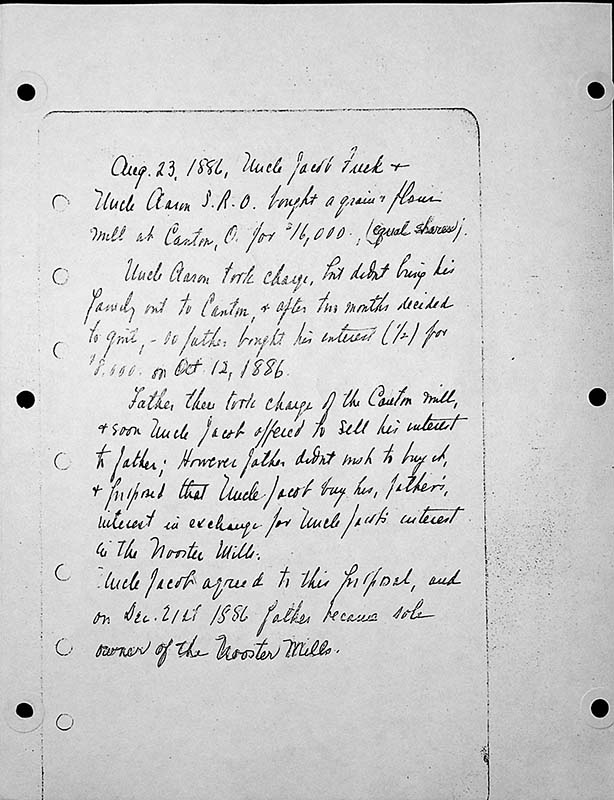 Aug. 23, 1886, Uncle Jacob Fuck &
Uncle Aaron S.R.O. bought a grain & flour
mill at Canton, O. for $16,000., (equal shares).
Uncle Aaron took charge, but didnt bring his
family out to Canton, & after two months decided
to quit, - so father bought his interest (1/2) for
$8,000. on Oct 12, 1886.
Father then took charge of the Canton mill,
& soon Uncle Jacob offered to sell his interest
to father; However father didnt wish to buy it,
& proposed that Uncle Jacob buy his, father's,
interest in exchange for Uncle Jacob's interest
in the Wooster Mills.
Uncle Jacob agreed to this proposal, and
on Dec. 21st 1886 father became sole
owner of the Wooster Mills.